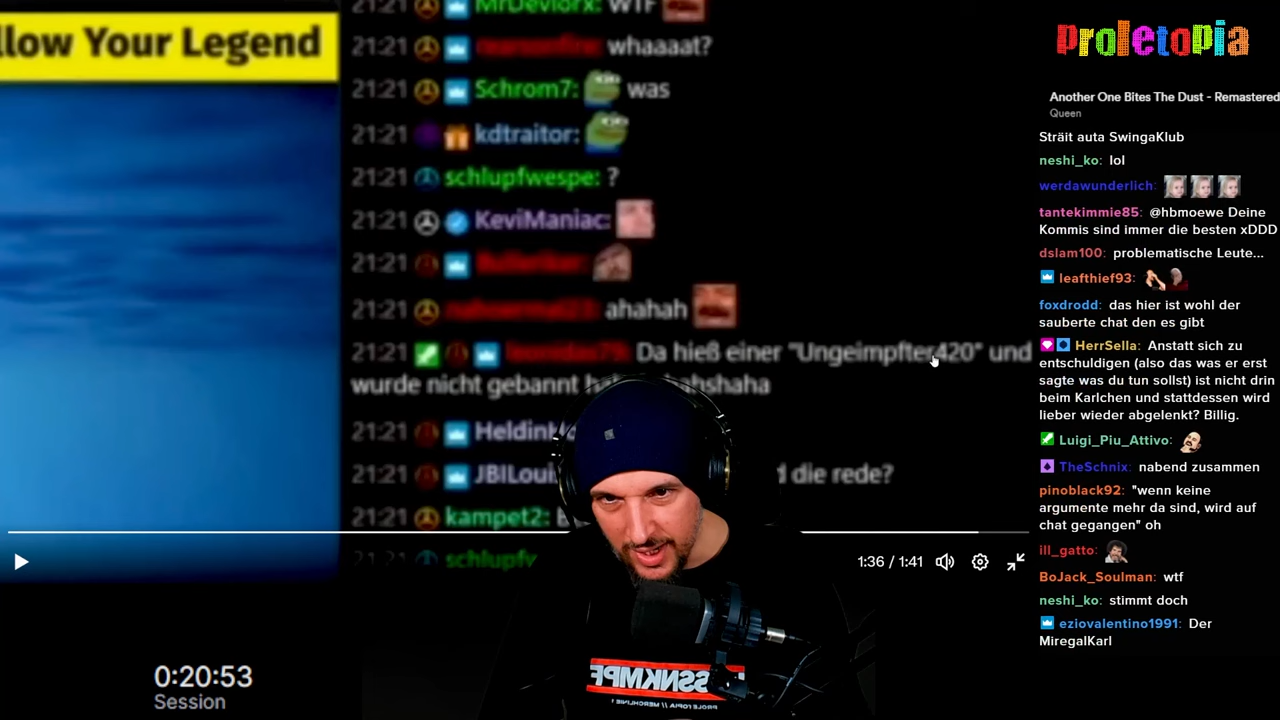 llow Your Legend
MrDeviorx: WTF
21:21 whaaaat?
21:21 Schrom7: was
21:21 kdtraitor:
21:21 schlupfwespe: ?
21:21 KeviManiac:
21:21
21:21 ahahah
21:21 Da hieß einer "Ungeimpfter420" und
wurde nicht gebannt
21:21
21:21 die rede?
21:21 kampet2:
1:36 / 1:41
0:20:53
Session
SSNKMPF
PROLETOPIA // MERCHLINIE 1
proletopia
Another One Bites The Dust - Remastered
Queen
Sträit auta SwingaKlub
neshi_ko: lol
werdawunderlich:
tantekimmie85: @hbmoewe Deine
Kommis sind immer die besten xDDD
dslam100: problematische Leute...
leafthief93:
foxdrodd: das hier ist wohl der
sauberte chat den es gibt
HerrSella: Anstatt sich zu
entschuldigen (also das was er erst
sagte was du tun sollst) ist nicht drin
beim Karlchen und stattdessen wird
lieber wieder abgelenkt? Billig.
Luigi_Piu_Attivo:
TheSchnix: nabend zusammen
pinoblack92: "wenn keine
argumente mehr da sind, wird auf
chat gegangen" oh
ill_gatto:
BoJack_Soulman: wtf
neshi_ko: stimmt doch
eziovalentino1991: Der
MiregalKarl